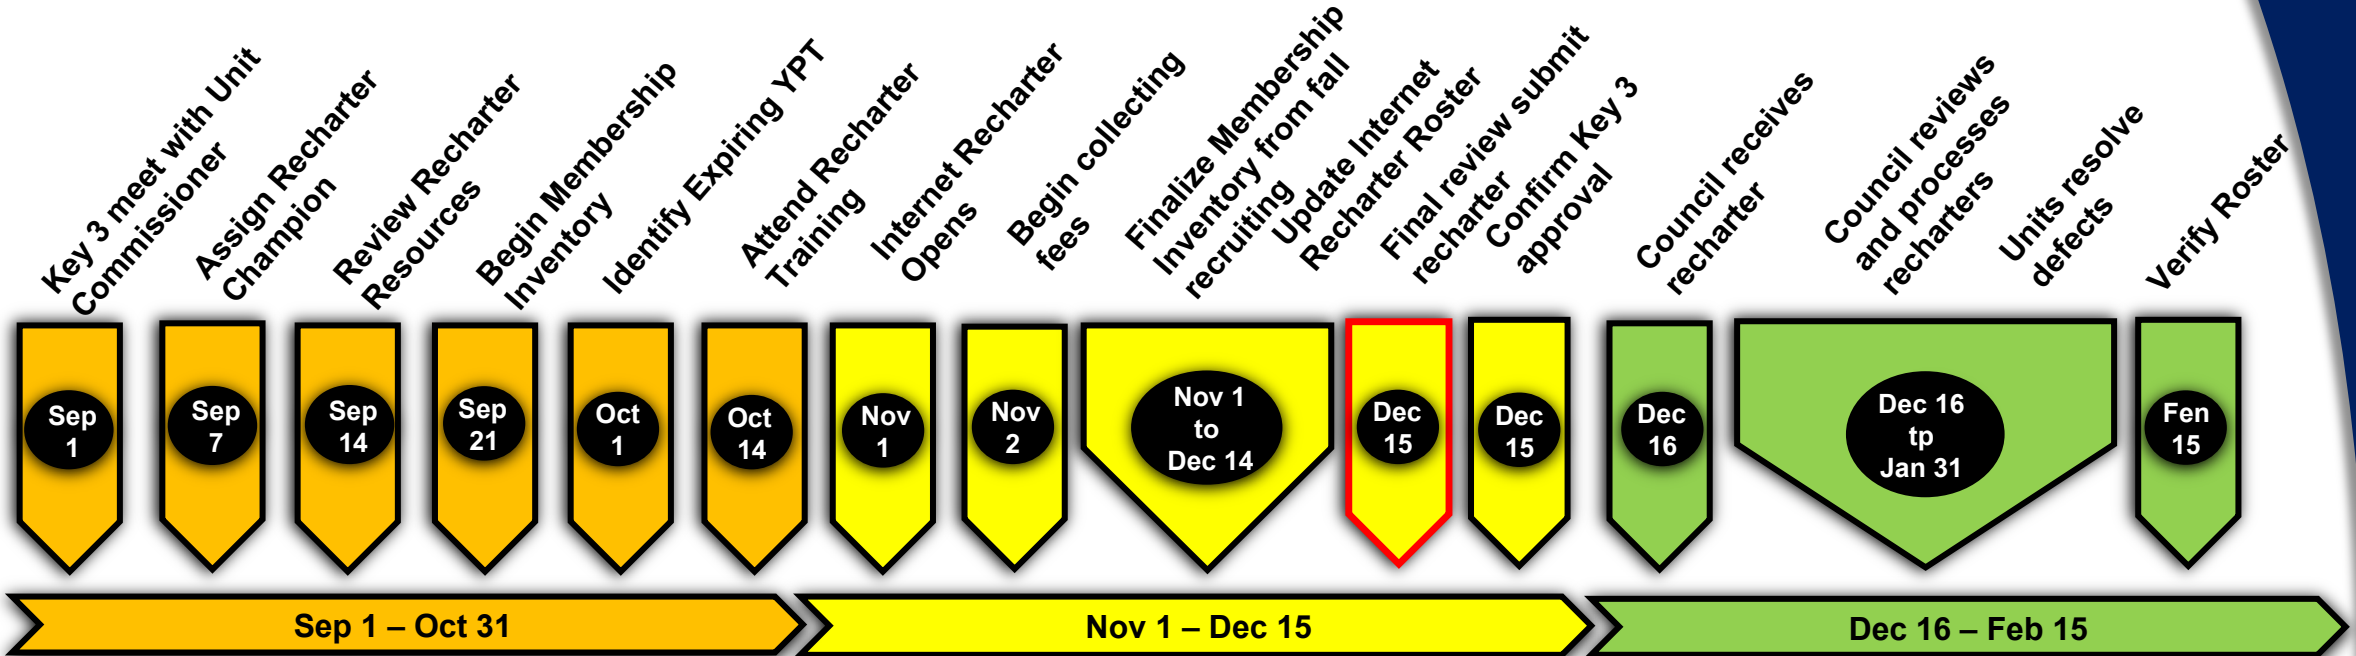 Key 3 meet with Unit
Commissioner
Assign Recharter
Champion
Review Recharter
Resources
Begin Membership
Inventory
Identify Expiring YPT
Attend Recharter
Training
Internet Recharter
Opens
Begin collecting
fees
Finalize Membership
Inventory from fall
recruiting
Update Internet
Recharter Roster
Final review submit
recharter
Confirm Key 3
approval
Council receives
recharter
Council reviews
and processes
recharters
Units resolve
defects
Verify Roster
Sep
1
Sep
7
Sep
14
Sep
21
Oct
1
Oct
14
Nov
1
Nov
2
Nov 1
to
Dec 14
Dec
15
Dec
15
Dec
16
Dec 16
tp
Jan 31
Fen
15
Sep 1 – Oct 31
Nov 1 – Dec 15
Dec 16 – Feb 15